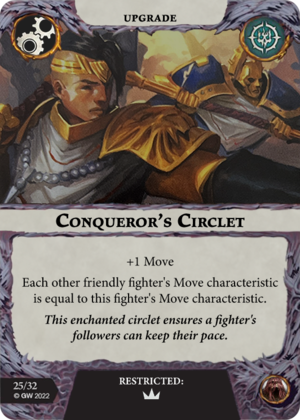 UPGRADE
CONQUEROR'S CIRCLET
+1 Move
Each other friendly fighter's Move characteristic
is equal to this fighter's Move characteristic.
This enchanted circlet ensures a fighter's
followers can keep their pace.
25/32
© GW 2022
RESTRICTED: